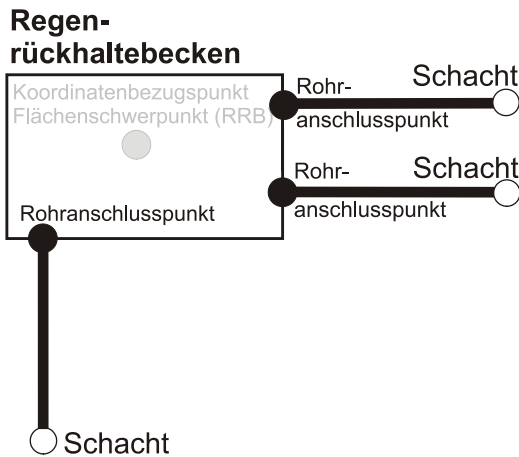 Regen-
rückhaltebecken
Koordinatenbezugspunkt
Flächenschwerpunkt (RRB)
Rohr-
anschlusspunkt
Schacht
Rohr-
anschlusspunkt
Schacht
Rohranschlusspunkt
Schacht